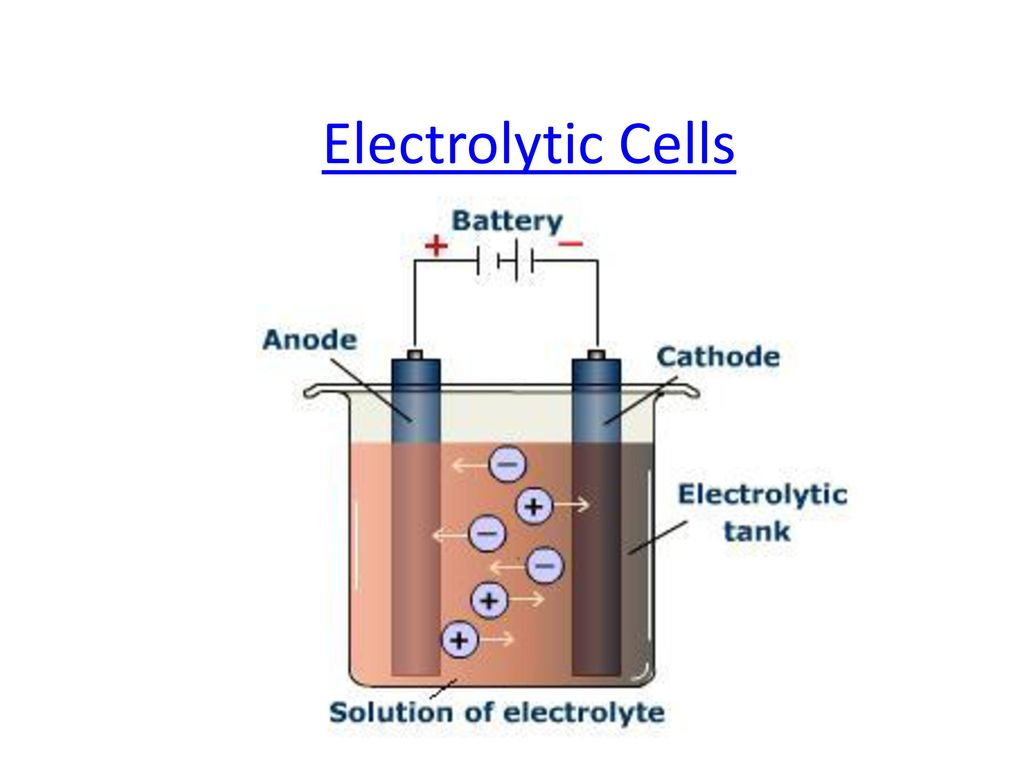 Electrolytic Cells
Battery
+ −
Anode
Cathode
−
+
−
−
+
+
Electrolytic
tank
Solution of electrolyte